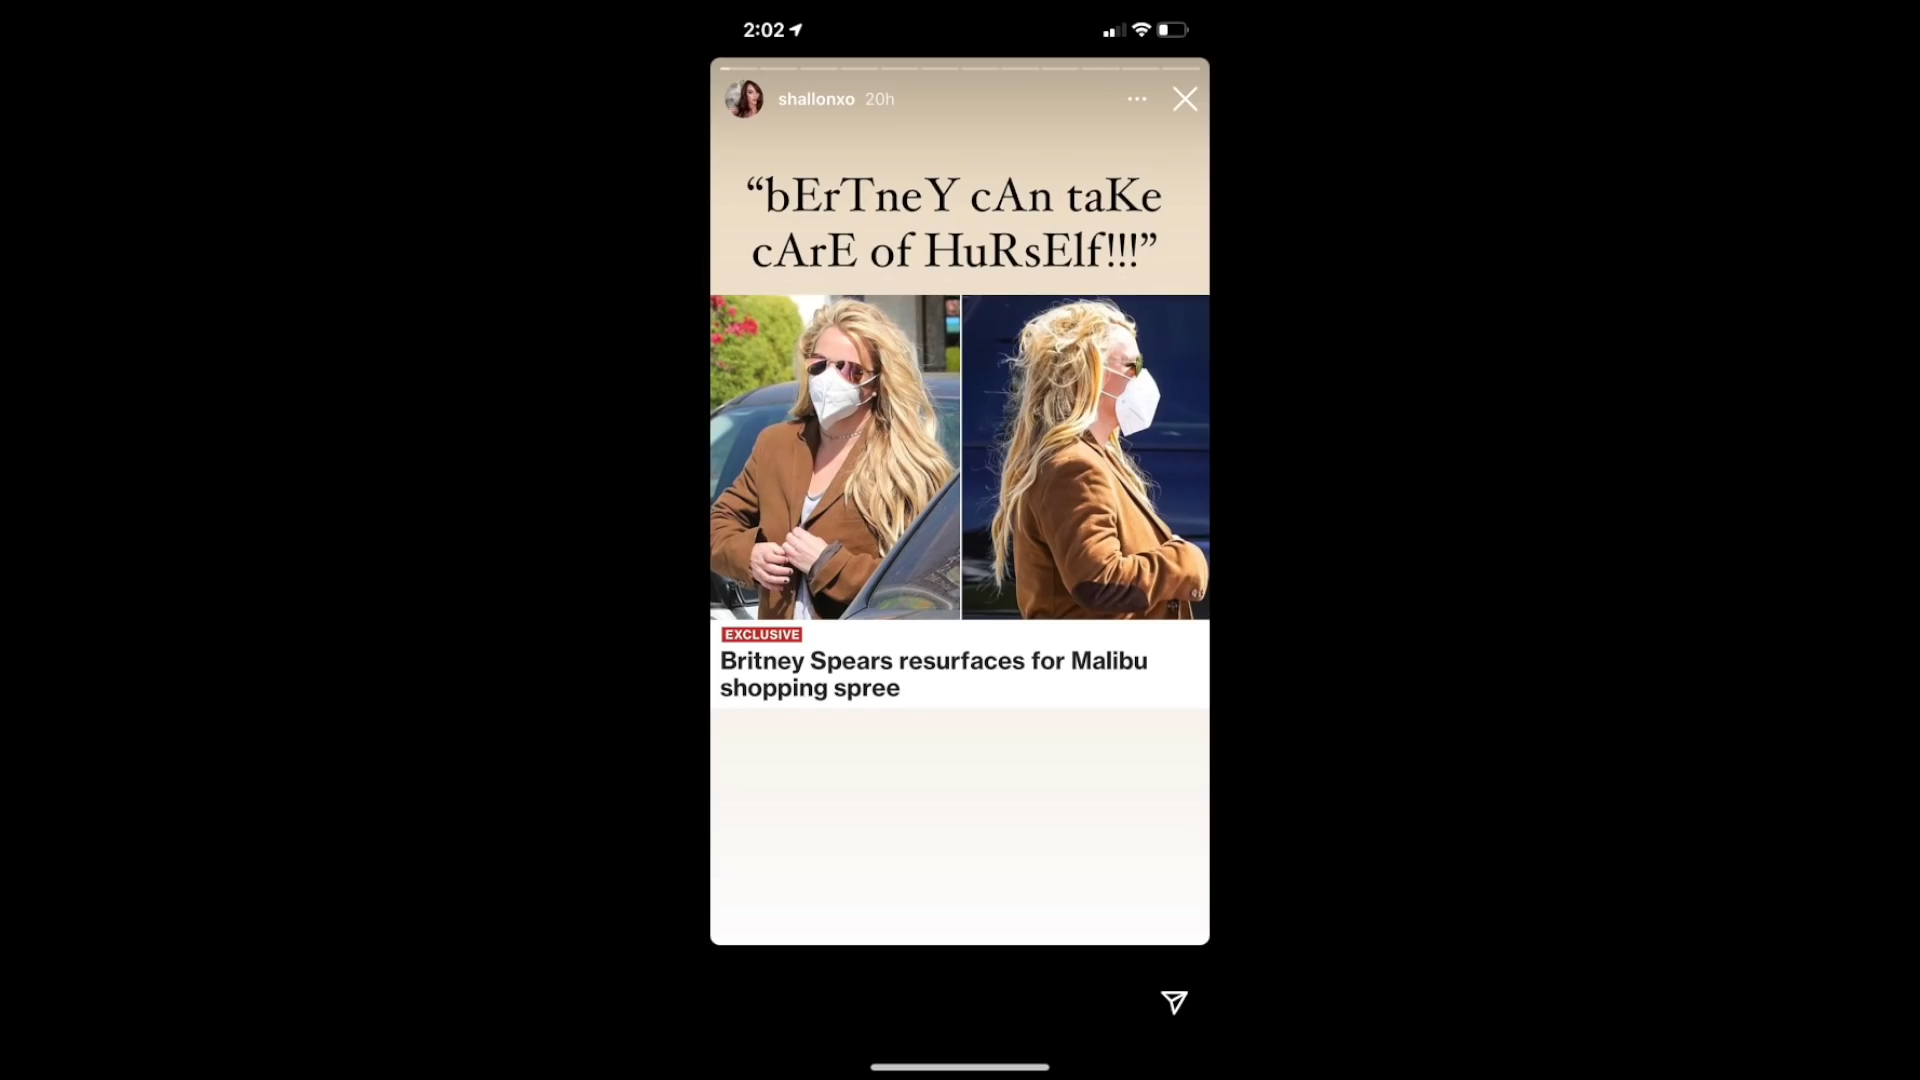 2:02
shallonxo 20h
“bErTneY cAn taKe
cArE of HuRsElf!!!”
EXCLUSIVE
Britney Spears resurfaces for Malibu
shopping spree